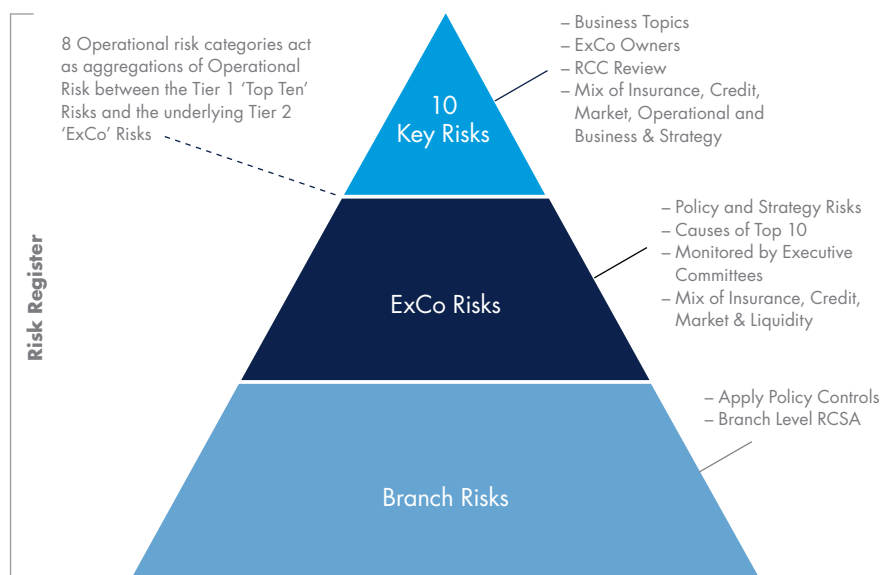 8 Operational risk categories act
as aggregations of Operational
Risk between the Tier 1 ‘Top Ten’
Risks and the underlying Tier 2
‘ExCo’ Risks
– Business Topics
– ExCo Owners
– RCC Review
– Mix of Insurance, Credit,
Market, Operational and
Business & Strategy
10
Key Risks
– Policy and Strategy Risks
– Causes of Top 10
– Monitored by Executive
Committees
– Mix of Insurance, Credit,
Market & Liquidity
Risk Register
ExCo Risks
– Apply Policy Controls
– Branch Level RCSA
Branch Risks